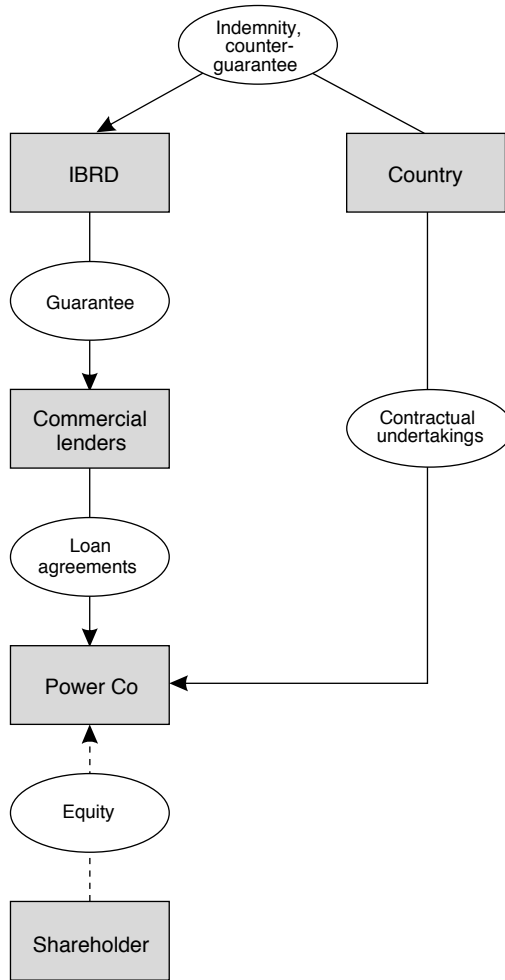 Indemnity,
counter-
guarantee
IBRD
Country
Guarantee
Commercial
lenders
Contractual
undertakings
Loan
agreements
Power Co
Equity
Shareholder